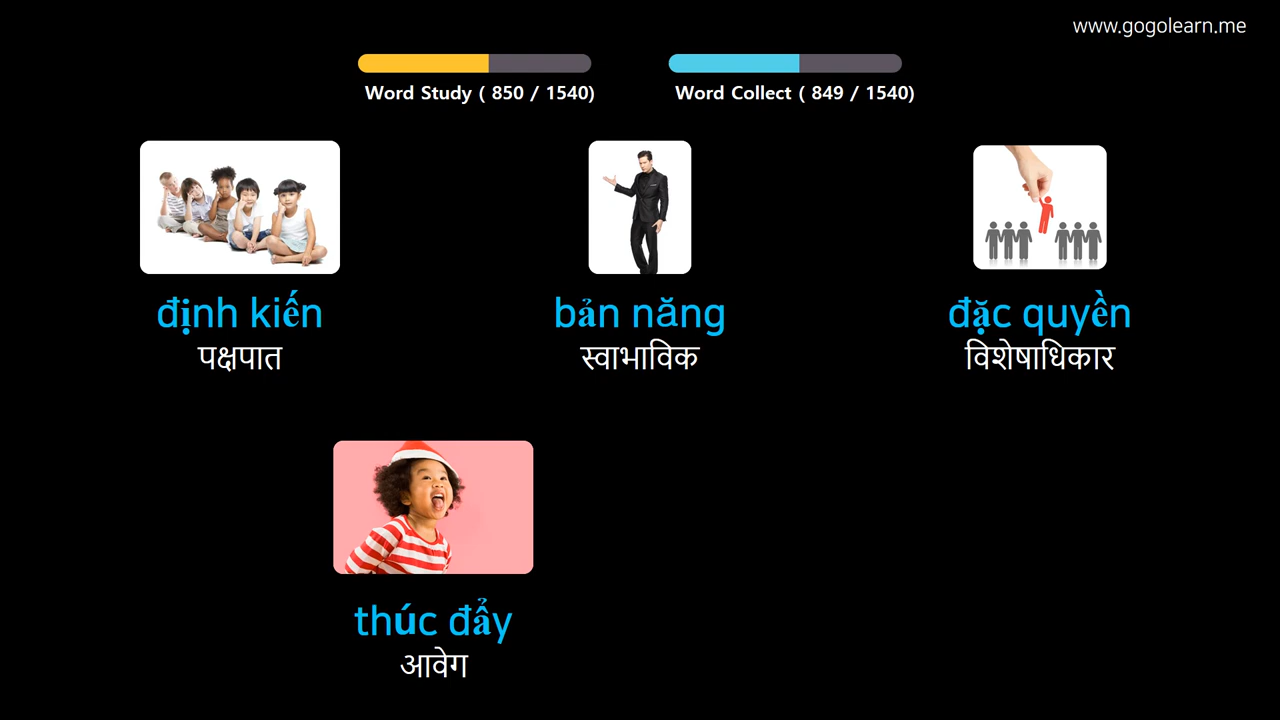 www.gogolearn.me
Word Study ( 850 / 1540)
Word Collect ( 849 / 1540)
định kiến
पक्षपात
bản năng
स्वाभाविक
đặc quyền
विशेषाधिकार
thúc đẩy
आवेग